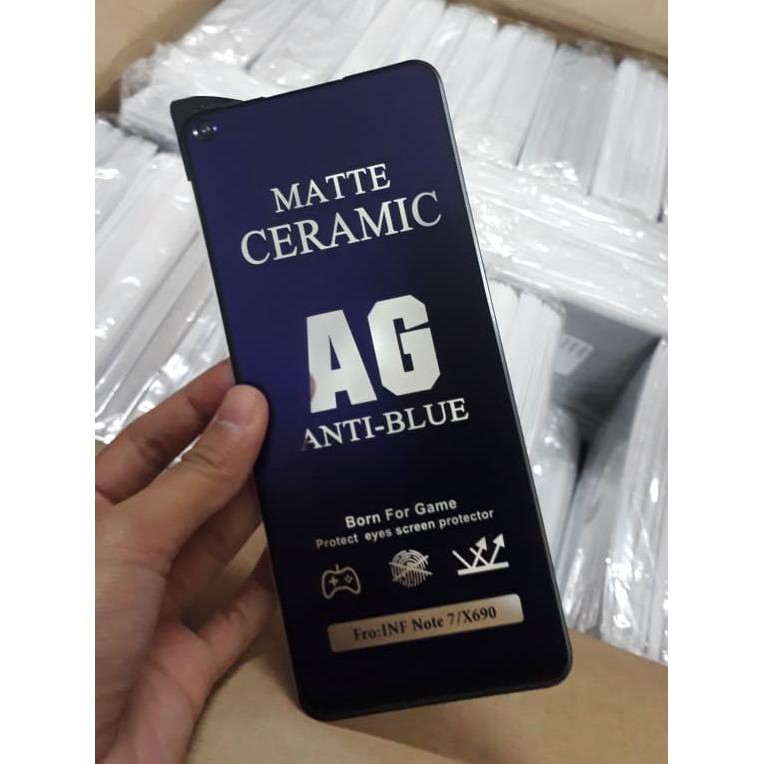 MATTE
CERAMIC
AG
ANTI-BLUE
Born For Game
Protect eyes screen protector
Fro:INF Note 7/X690